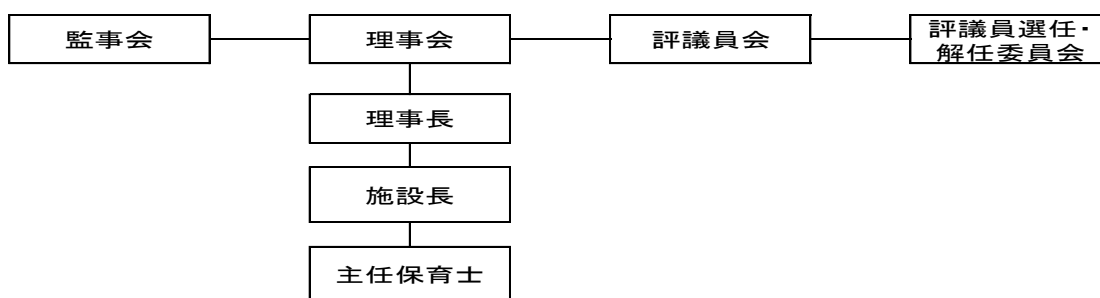 監事会
理事会
評議員会
評議員選任・
解任委員会
理事長
施設長
主任保育士